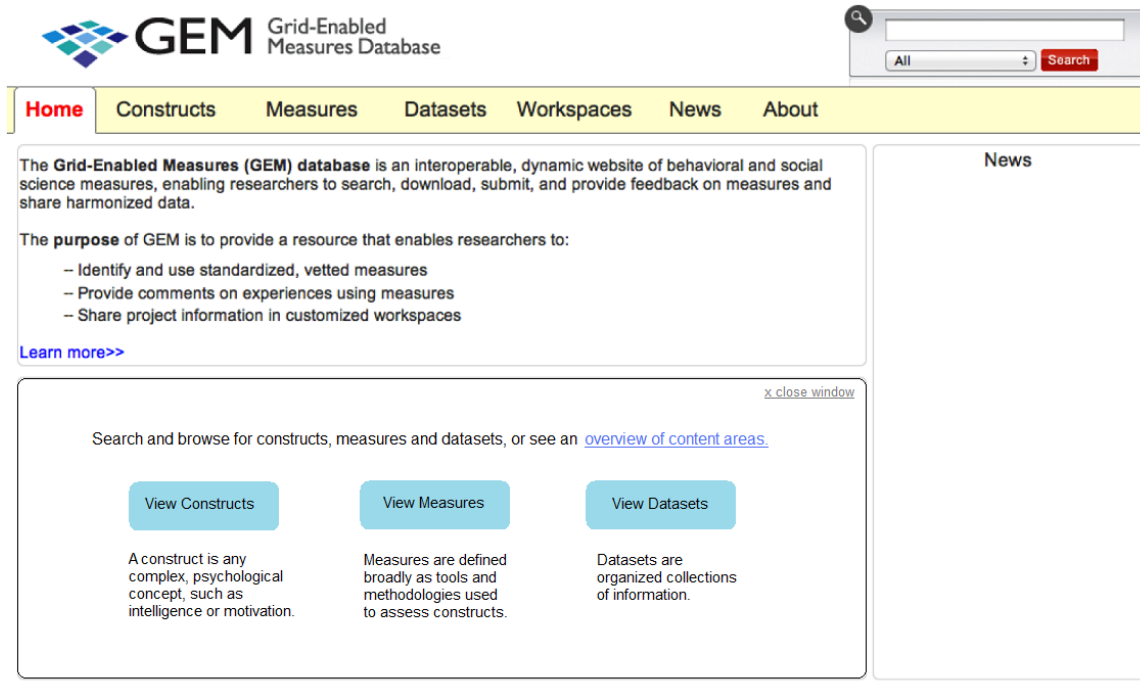 GEM Grid-Enabled
Measures Database
All
Search
Home Constructs Measures Datasets Workspaces News About
The Grid-Enabled Measures (GEM) database is an interoperable, dynamic website of behavioral and social
science measures, enabling researchers to search, download, submit, and provide feedback on measures and
share harmonized data.
The purpose of GEM is to provide a resource that enables researchers to:
– Identify and use standardized, vetted measures
– Provide comments on experiences using measures
– Share project information in customized workspaces
Learn more>>
News
x close window
Search and browse for constructs, measures and datasets, or see an overview of content areas.
View Constructs
A construct is any
complex, psychological
concept, such as
intelligence or motivation.
View Measures
Measures are defined
broadly as tools and
methodologies used
to assess constructs.
View Datasets
Datasets are
organized collections
of information.